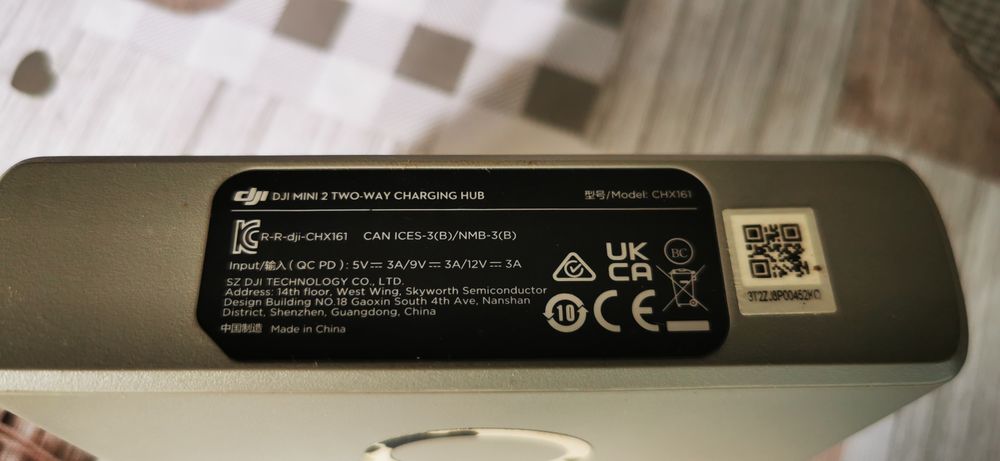 dji DJI MINI 2 TWO-WAY CHARGING HUB 型号/Model: CHX161
R-R-dji-CHX161 CAN ICES-3(B)/NMB-3(B)
Input/输入 ( QC PD ) : 5V⎓ 3A/9V⎓ 3A/12V⎓ 3A
SZ DJI TECHNOLOGY CO., LTD.
Address: 14th floor, West Wing, Skyworth Semiconductor
Design Building NO.18 Gaoxin South 4th Ave, Nanshan
District, Shenzhen, Guangdong, China
中国制造 Made in China
UK
CA
BC
10
CE